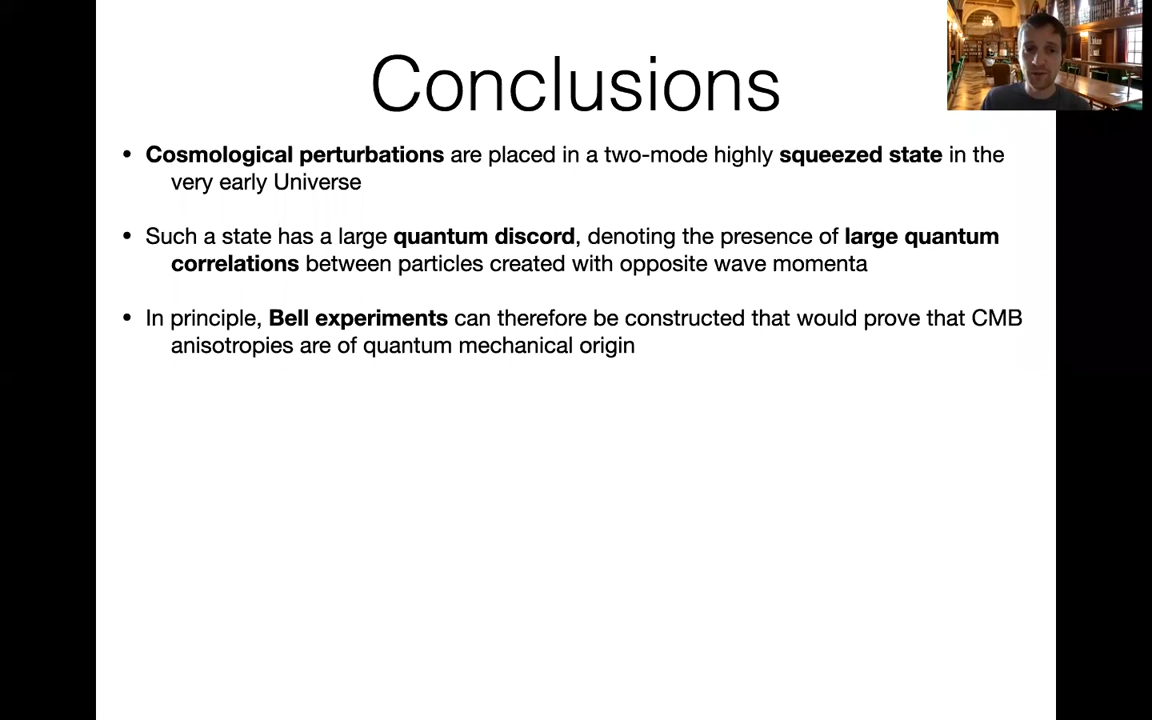 Conclusions
• Cosmological perturbations are placed in a two-mode highly squeezed state in the
very early Universe
• Such a state has a large quantum discord, denoting the presence of large quantum
correlations between particles created with opposite wave momenta
• In principle, Bell experiments can therefore be constructed that would prove that CMB
anisotropies are of quantum mechanical origin